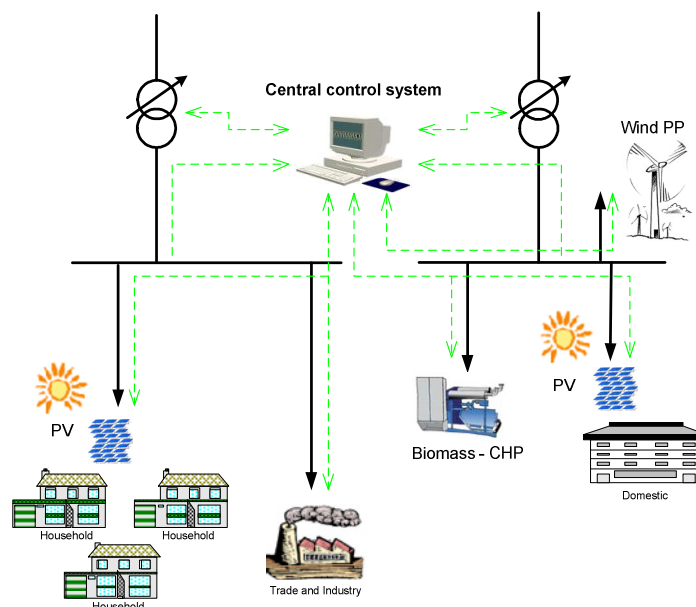 Central control system
Wind PP
PV
PV
Biomass - CHP
Domestic
Household
Household
Trade and Industry
Household